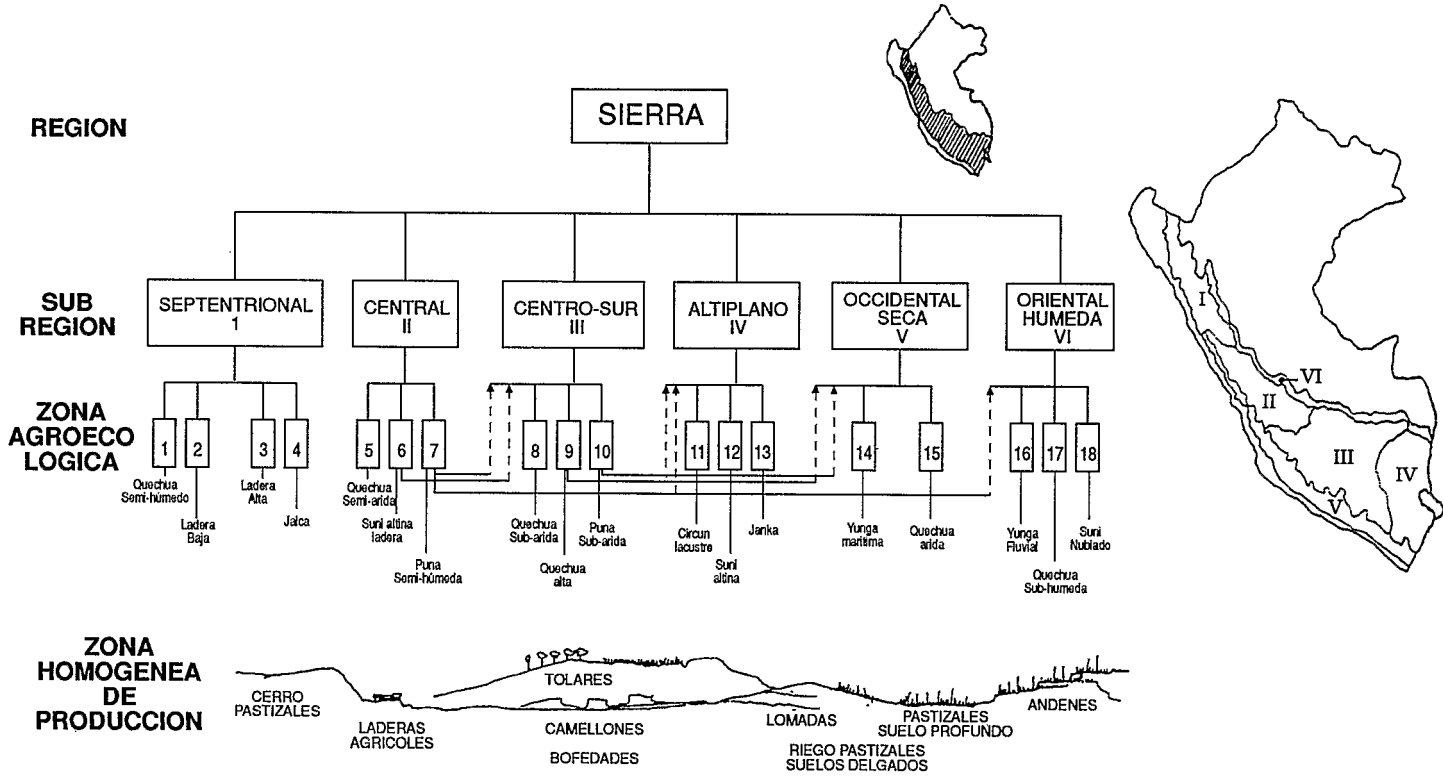 REGION
SIERRA
SUB
REGION
SEPTENTRIONAL
1
CENTRAL
II
CENTRO-SUR
III
ALTIPLANO
IV
OCCIDENTAL
SECA
V
ORIENTAL
HUMEDA
VI
ZONA
AGROECO
LOGICA
1
2
3
4
5
6
7
8
9
10
11
12
13
14
15
16
17
18
Quechua
Semi-húmedo
Ladera
Baja
Ladera
Alta
Jalca
Quechua
Semi-arida
Suni altina
ladera
Puna
Semi-húmeda
Quechua
Sub-arida
Quechua
alta
Puna
Sub-arida
Circun
lacustre
Suni
altina
Janka
Yunga
maritima
Quechua
arida
Yunga
Fluvial
Quechua
Sub-humeda
Suni
Nublado
I
II
III
IV
V
VI
ZONA
HOMOGENEA
DE
PRODUCCION
CERRO
PASTIZALES
LADERAS
AGRICOLES
TOLARES
CAMELLONES
BOFEDADES
LOMADAS
RIEGO PASTIZALES
SUELOS DELGADOS
PASTIZALES
SUELO PROFUNDO
ANDENES